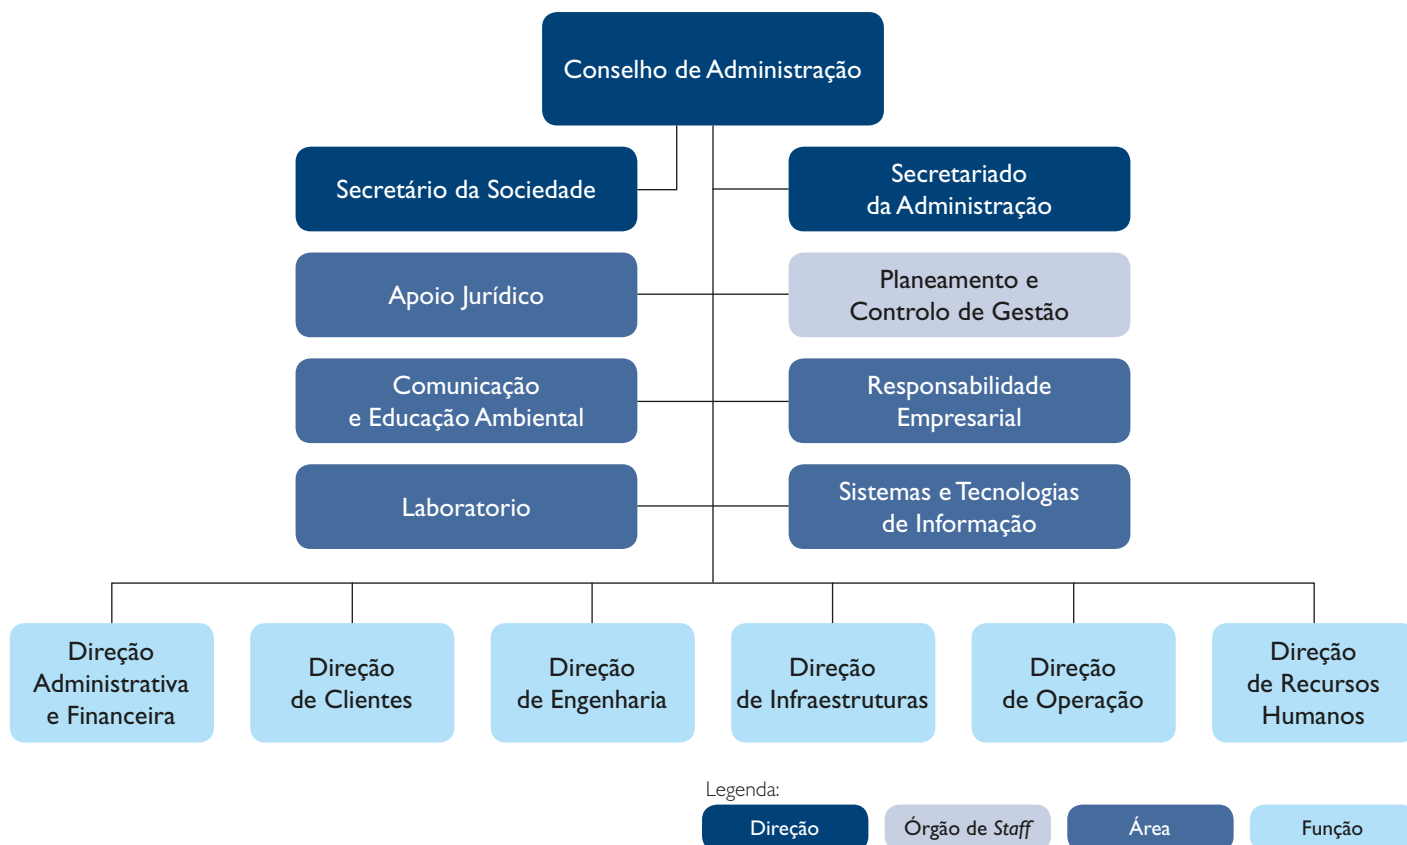 Conselho de Administração
Secretário da Sociedade
Secretariado
da Administração
Apoio Jurídico
Planeamento e
Controlo de Gestão
Comunicação
e Educação Ambiental
Responsabilidade
Empresarial
Laboratorio
Sistemas e Tecnologias
de Informação
Direção
Administrativa
e Financeira
Direção
de Clientes
Direção
de Engenharia
Direção
de Infraestruturas
Direção
de Operação
Direção
de Recursos
Humanos
Legenda:
Direção
Órgão de Staff
Área
Função